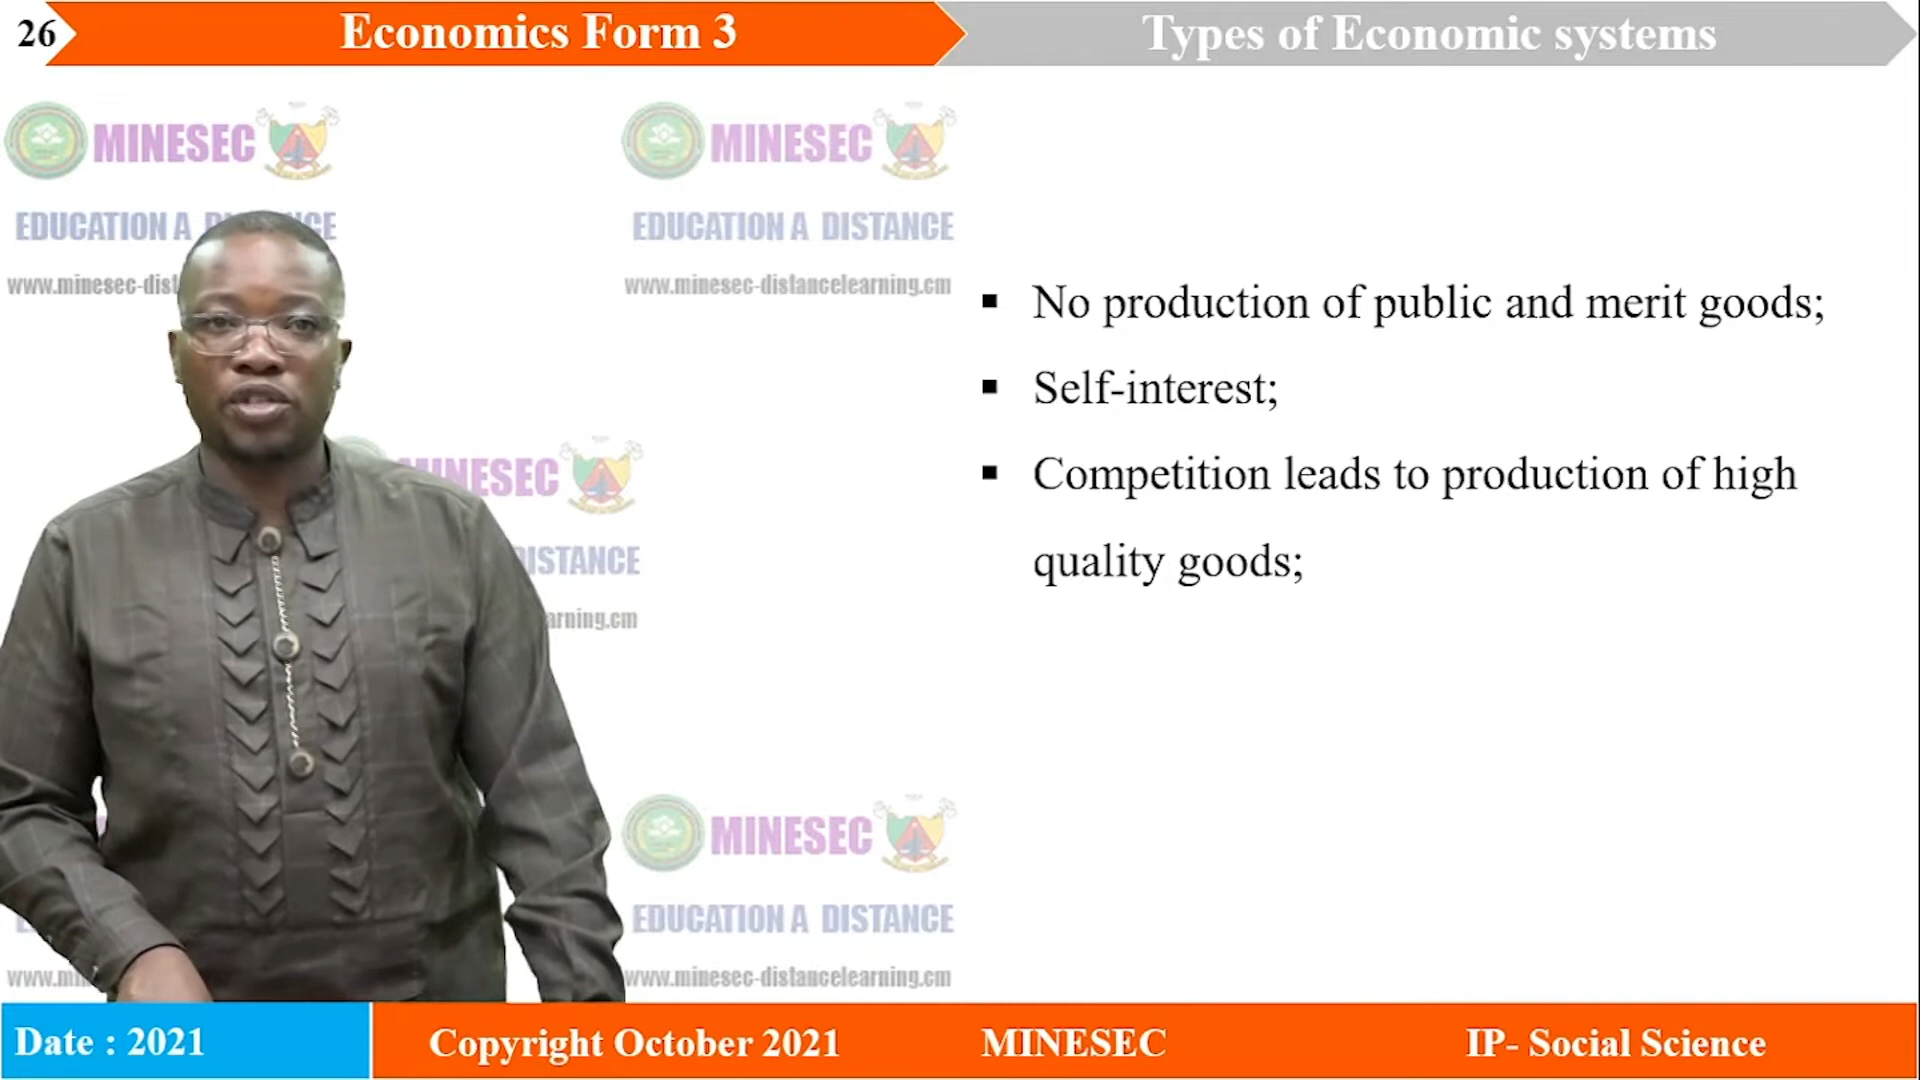 26
Economics Form 3
Types of Economic systems
MINESEC
MINESEC
EDUCATION A
EDUCATION A DISTANCE
www.minesec-distancelearning.cm
No production of public and merit goods;
Self-interest;
Competition leads to production of high
quality goods;
DISTANCE
MINESEC
EDUCATION A DISTANCE
www.minesec-distancelearning.cm
Date : 2021
Copyright October 2021
MINESEC
IP- Social Science